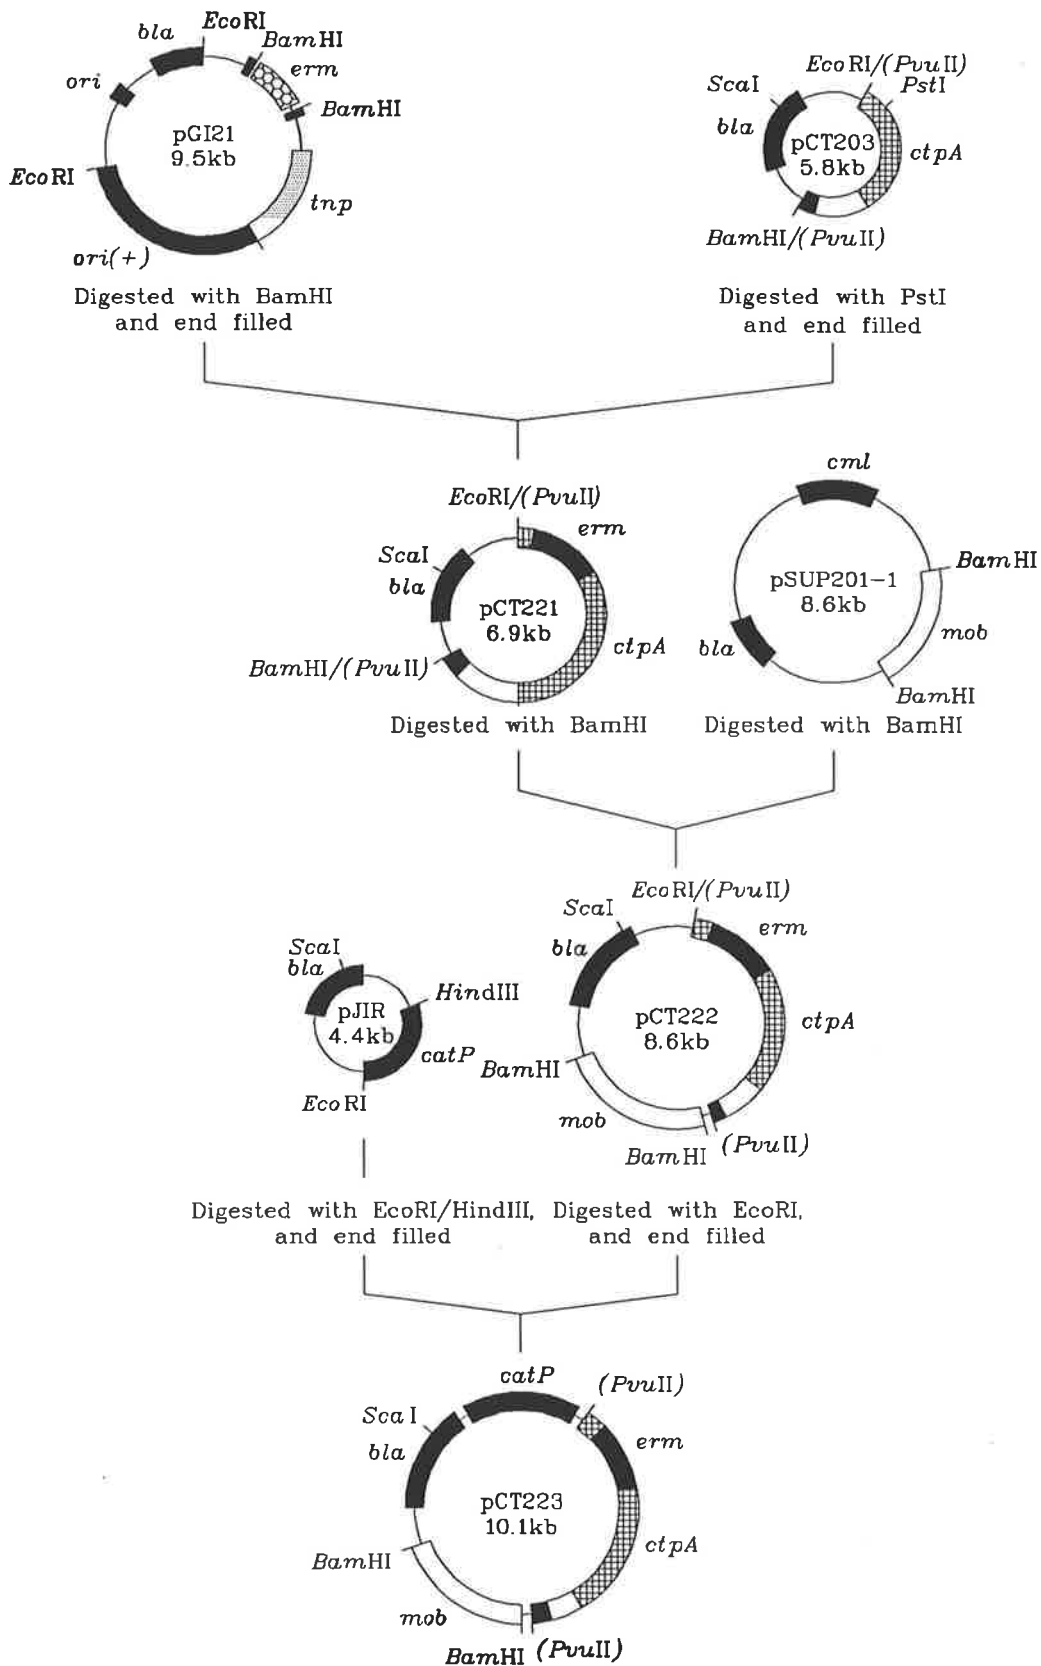 bla
EcoRI
BamHI
erm
ori
BamHI
pGI21
9.5kb
EcoRI
tnp
ori(+)
Digested with BamHI
and end filled
EcoRI/(PvuII)
ScaI
PstI
bla
pCT203
5.8kb
ctpA
BamHI/(PvuII)
Digested with PstI
and end filled
EcoRI/(PvuII)
erm
ScaI
bla
pCT221
6.9kb
ctpA
BamHI/(PvuII)
Digested with BamHI
cml
BamHI
pSUP201-1
8.6kb
mob
bla
BamHI
Digested with BamHI
ScaI
bla
HindIII
pJIR
4.4kb
catP
EcoRI
Digested with EcoRI/HindIII,
and end filled
EcoRI/(PvuII)
ScaI
erm
bla
pCT222
8.6kb
ctpA
BamHI
mob
BamHI
(PvuII)
Digested with EcoRI,
and end filled
catP
(PvuII)
ScaI
erm
bla
pCT223
10.1kb
ctpA
BamHI
mob
BamHI
(PvuII)